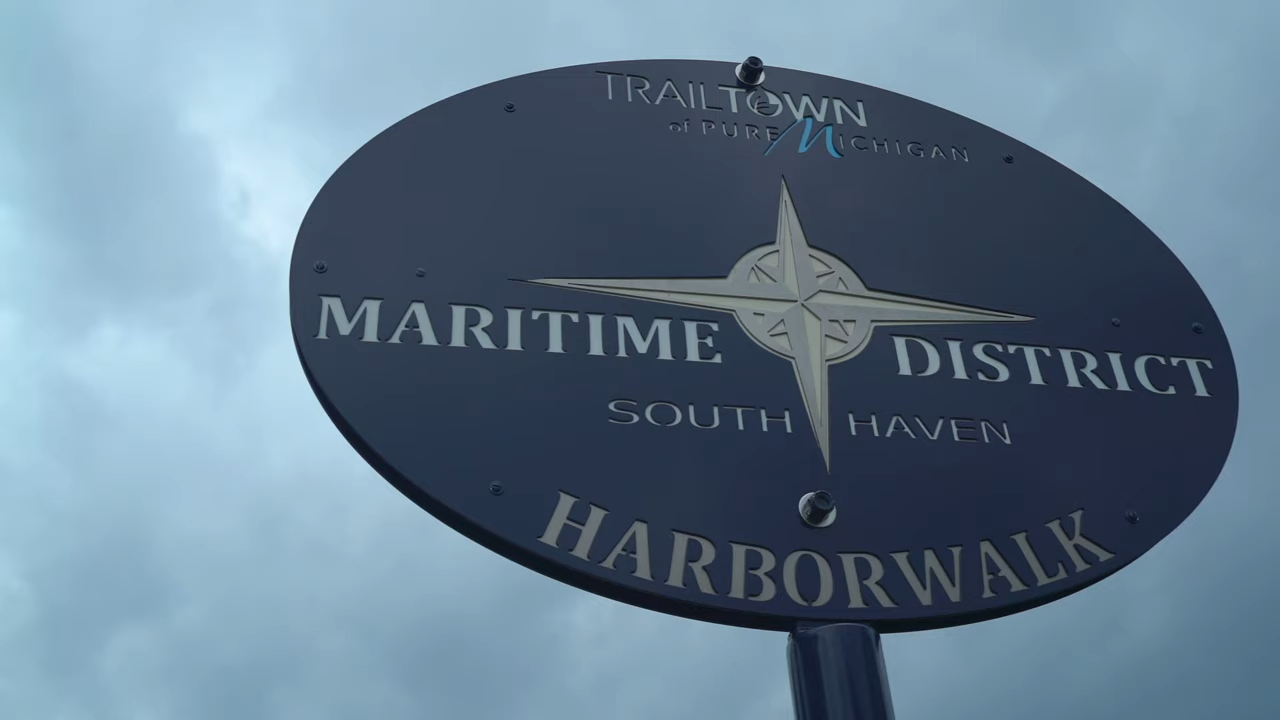 TRAILTOWN
of PURE MICHIGAN
MARITIME DISTRICT
SOUTH HAVEN
HARBORWALK